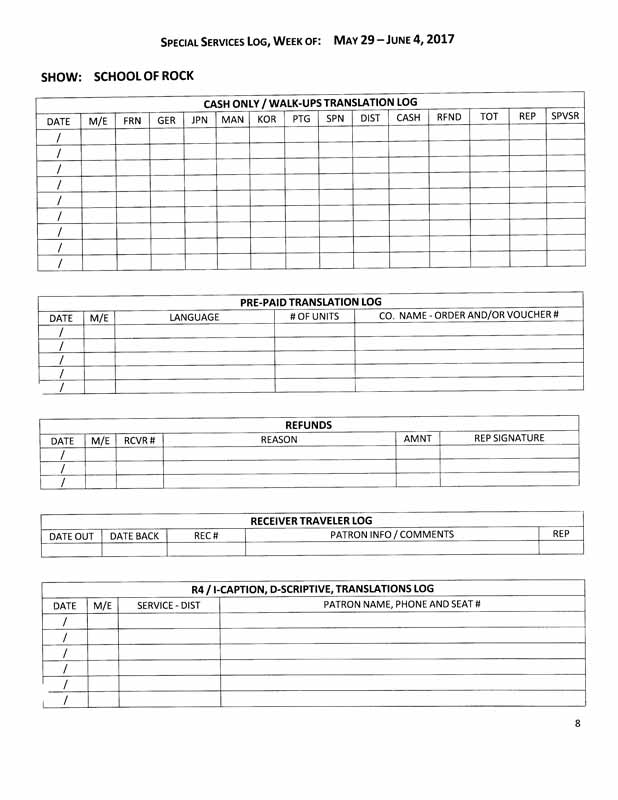 SPECIAL SERVICES LOG, WEEK OF: MAY 29 – JUNE 4, 2017
SHOW: SCHOOL OF ROCK
CASH ONLY / WALK-UPS TRANSLATION LOG
DATE M/E FRN GER JPN MAN KOR PTG SPN DIST CASH RFND TOT REP SPVSR
/
/
/
/
/
/
/
/
/
PRE-PAID TRANSLATION LOG
DATE M/E LANGUAGE # OF UNITS CO. NAME - ORDER AND/OR VOUCHER #
/
/
/
/
/
REFUNDS
DATE M/E RCVR # REASON AMNT REP SIGNATURE
/
/
/
RECEIVER TRAVELER LOG
DATE OUT DATE BACK REC # PATRON INFO / COMMENTS REP
R4 / I-CAPTION, D-SCRIPTIVE, TRANSLATIONS LOG
DATE M/E SERVICE - DIST PATRON NAME, PHONE AND SEAT #
/
/
/
/
/
/
8